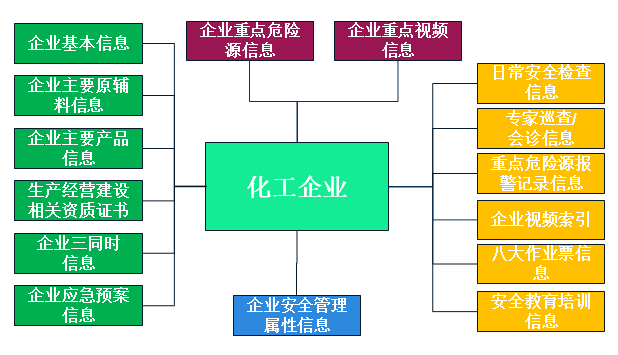 企业重点危险
源信息
企业重点视频
信息
企业基本信息
企业主要原辅
料信息
企业主要产品
信息
生产经营建设
相关资质证书
企业三同时
信息
企业应急预案
信息
化工企业
企业安全管理
属性信息
日常安全检查
信息
专家巡查/
会诊信息
重点危险源报
警记录信息
企业视频索引
八大作业票信
息
安全教育培训
信息